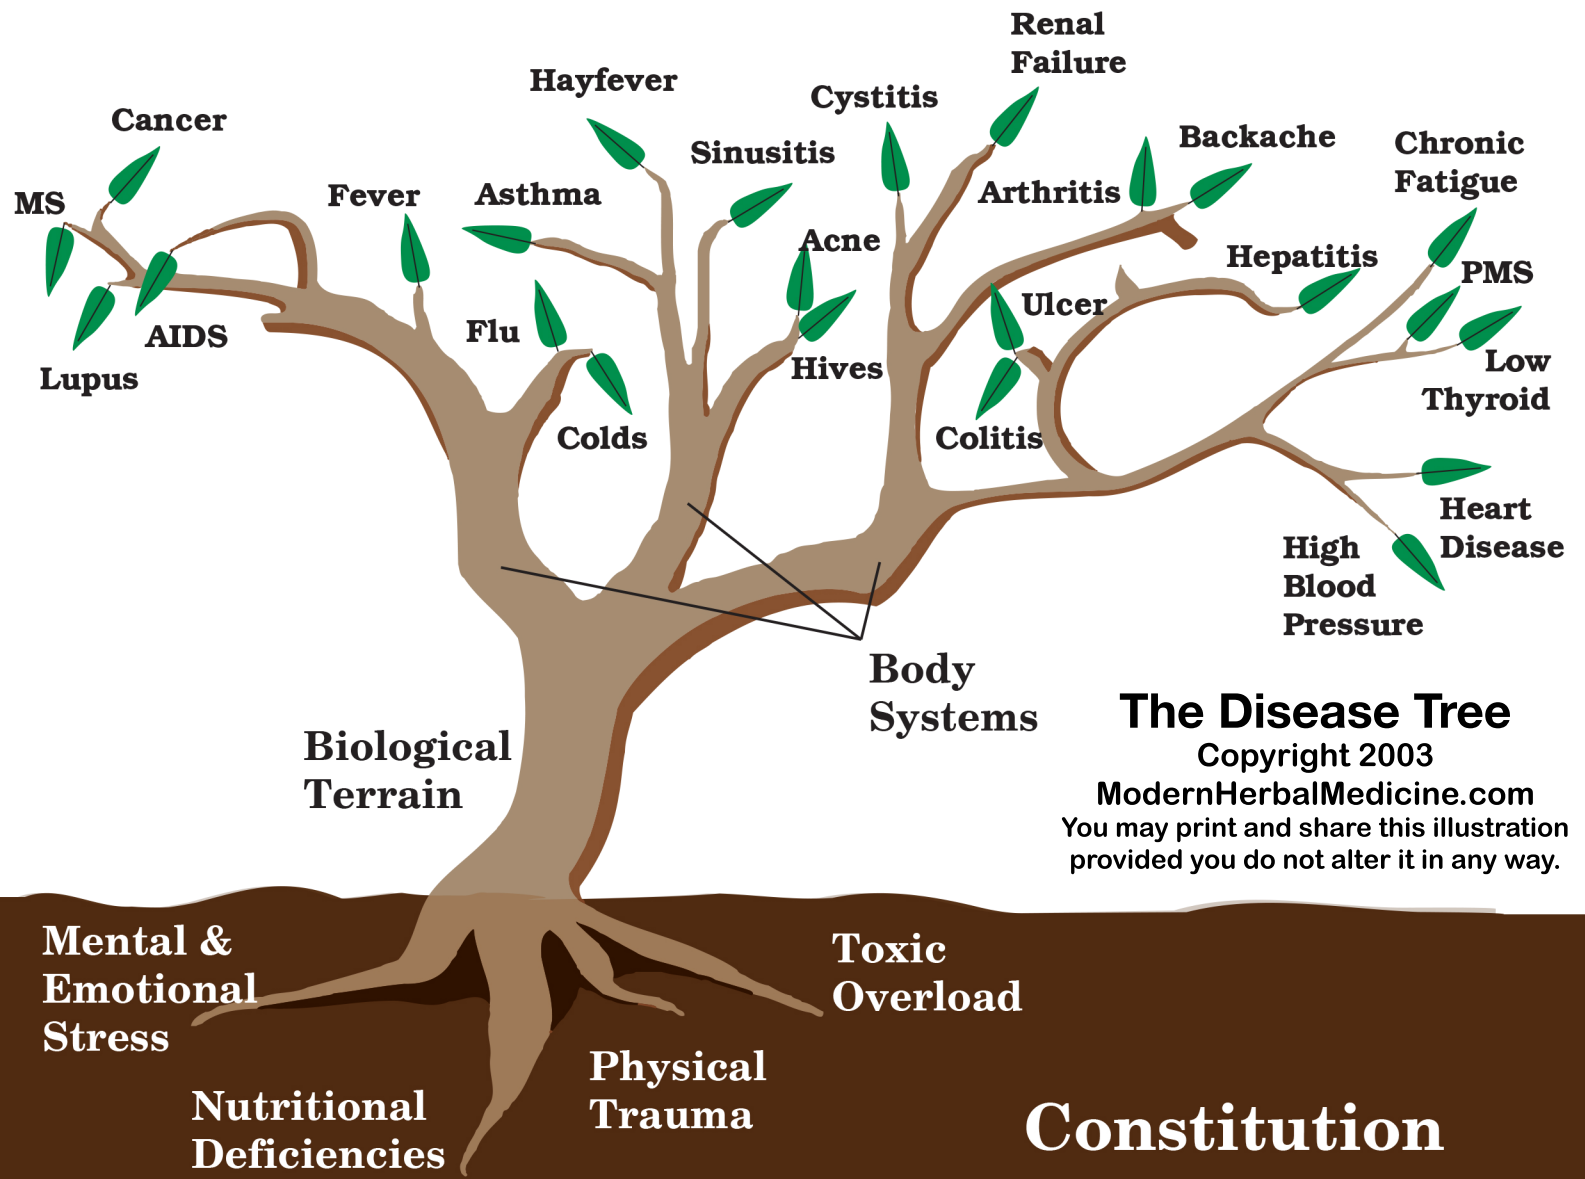 Renal
Failure
Hayfever
Cystitis
Cancer
Backache
Chronic
Fatigue
Sinusitis
MS
Fever
Asthma
Arthritis
Acne
Hepatitis
PMS
Ulcer
Flu
AIDS
Lupus
Hives
Low
Thyroid
Colds
Colitis
Heart
Disease
High
Blood
Pressure
Body
Systems
Biological
Terrain
The Disease Tree
Copyright 2003
ModernHerbalMedicine.com
You may print and share this illustration
provided you do not alter it in any way.
Mental &
Emotional
Stress
Toxic
Overload
Physical
Trauma
Nutritional
Deficiencies
Constitution